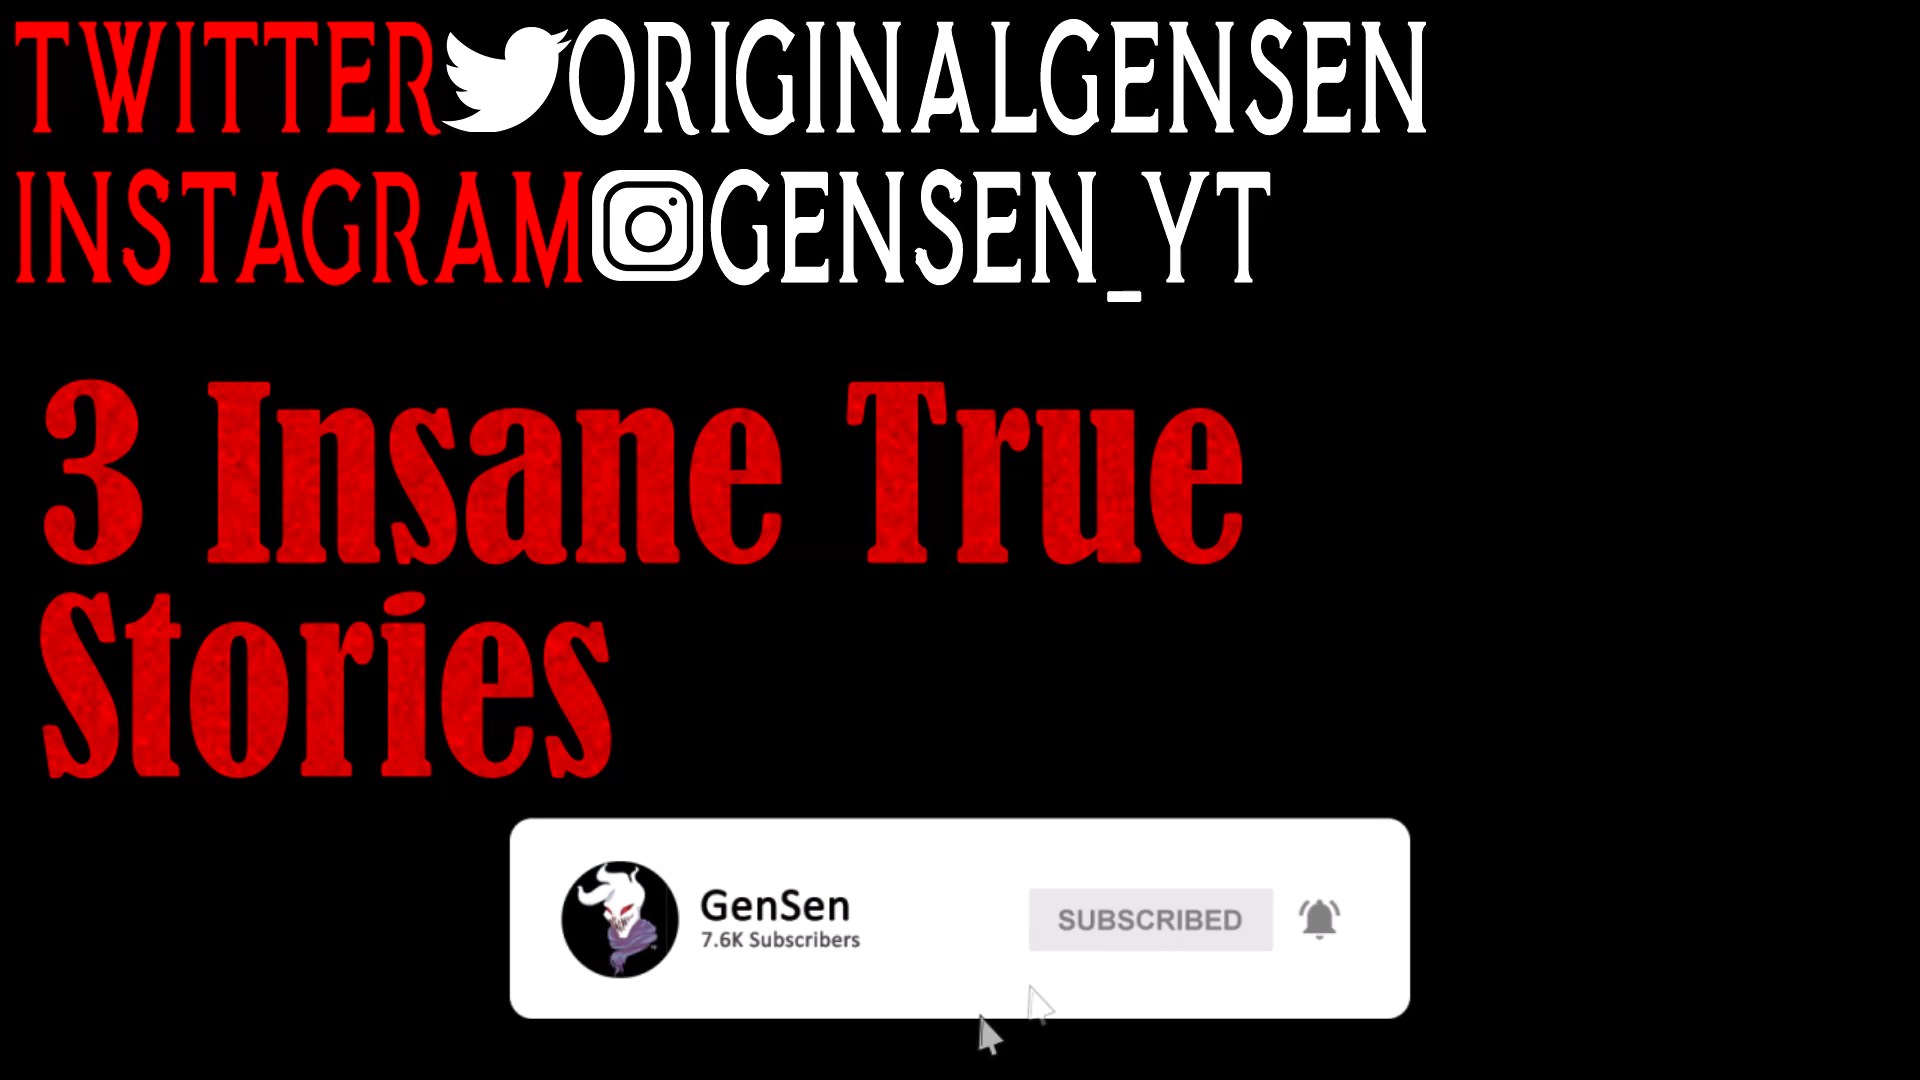 TWITTER ORIGINALGENSEN
INSTAGRAM GENSEN_YT
3 Insane True
Stories
GenSen
7.6K Subscribers
SUBSCRIBED